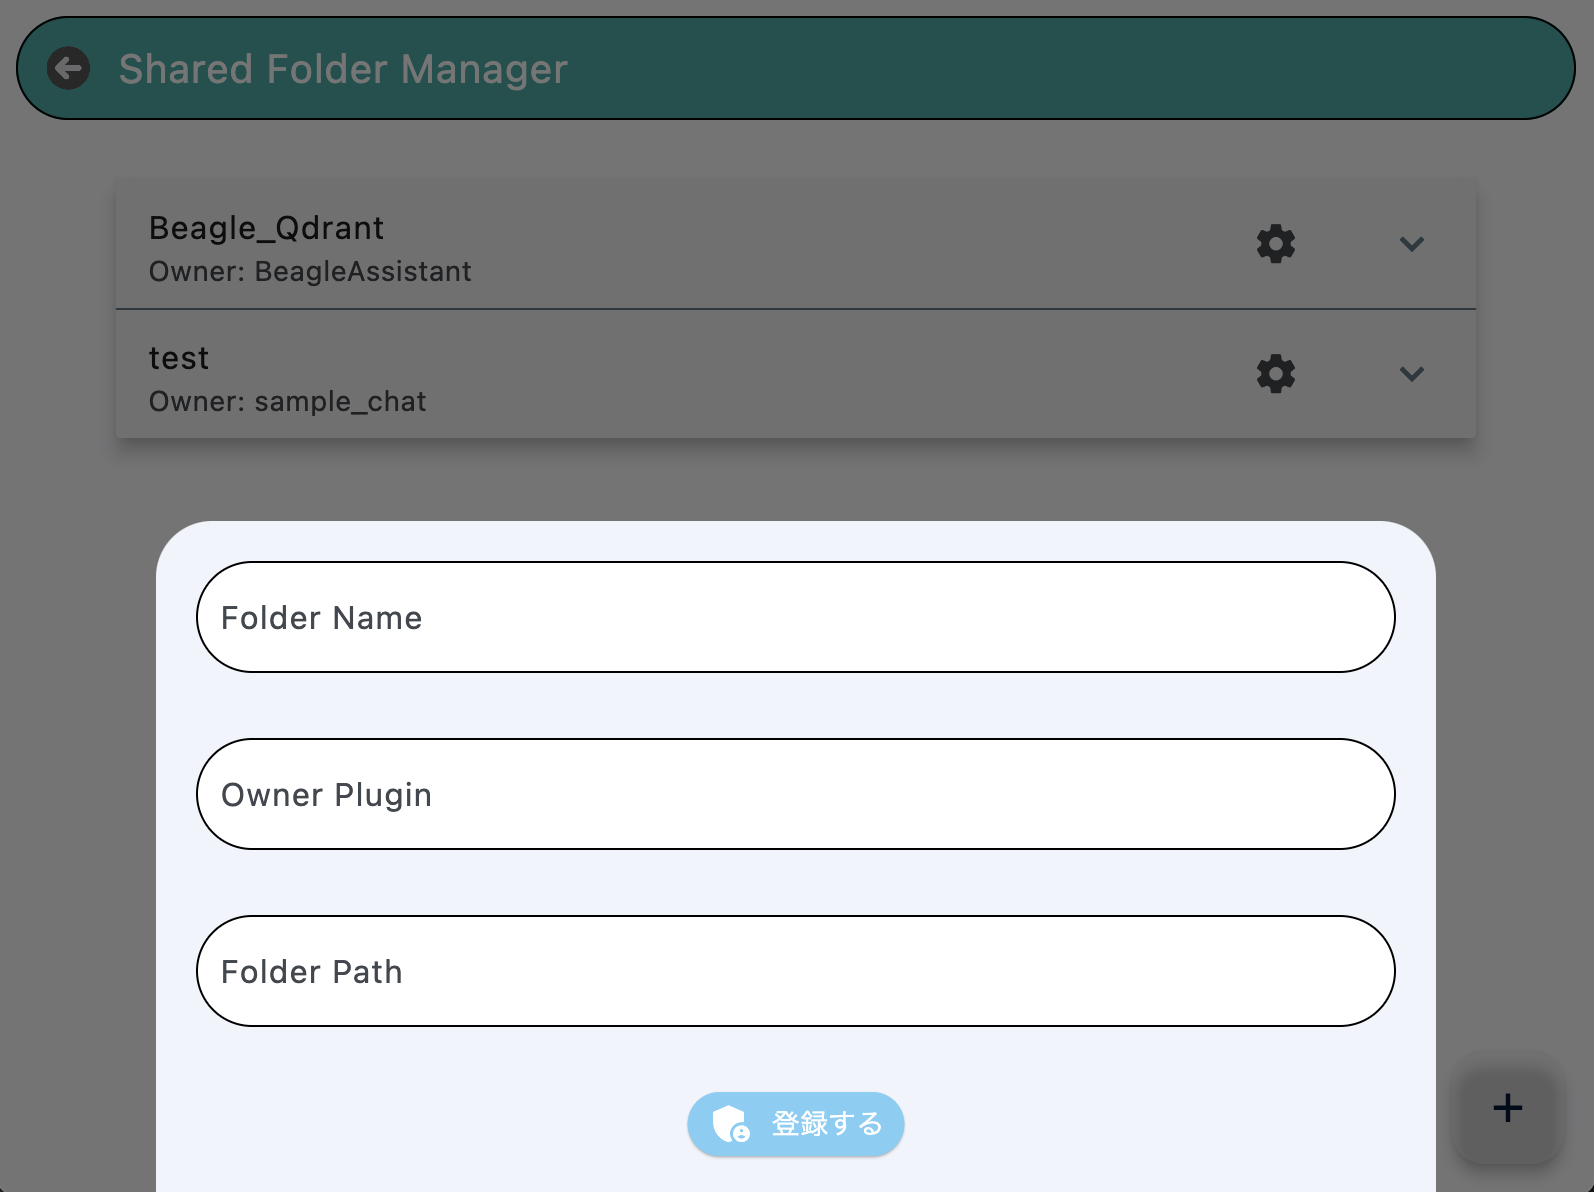 Shared Folder Manager
Beagle_Qdrant
Owner: BeagleAssistant
test
Owner: sample_chat
Folder Name
Owner Plugin
Folder Path
登録する